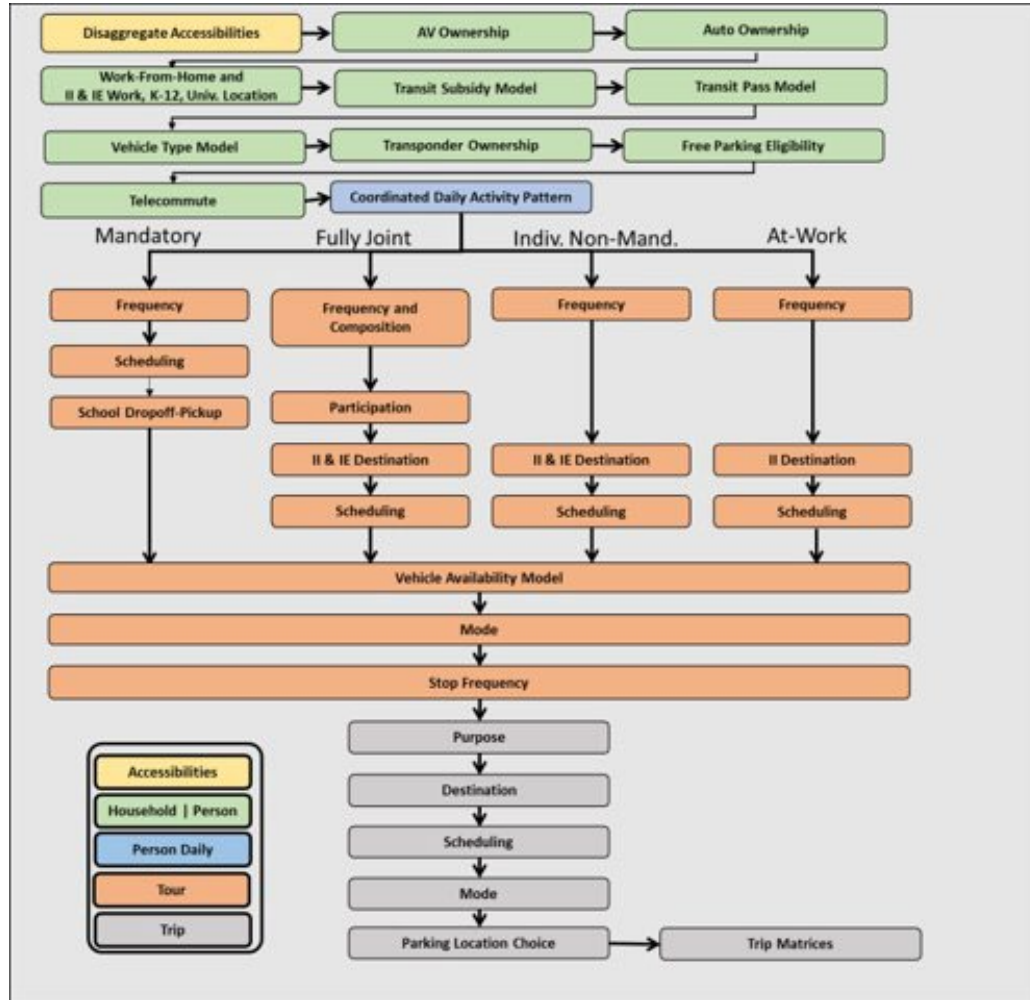 Disaggregate Accessibilities
AV Ownership
Auto Ownership
Work-From-Home and
II & IE Work, K-12, Univ. Location
Transit Subsidy Model
Transit Pass Model
Vehicle Type Model
Transponder Ownership
Free Parking Eligibility
Telecommute
Coordinated Daily Activity Pattern
Mandatory
Fully Joint
Indiv. Non-Mand.
At-Work
Frequency
Frequency and
Composition
Frequency
Frequency
Scheduling
School Dropoff-Pickup
Participation
II & IE Destination
II & IE Destination
II Destination
Scheduling
Scheduling
Scheduling
Vehicle Availability Model
Mode
Stop Frequency
Purpose
Destination
Scheduling
Mode
Parking Location Choice
Trip Matrices
Accessibilities
Household | Person
Person Daily
Tour
Trip